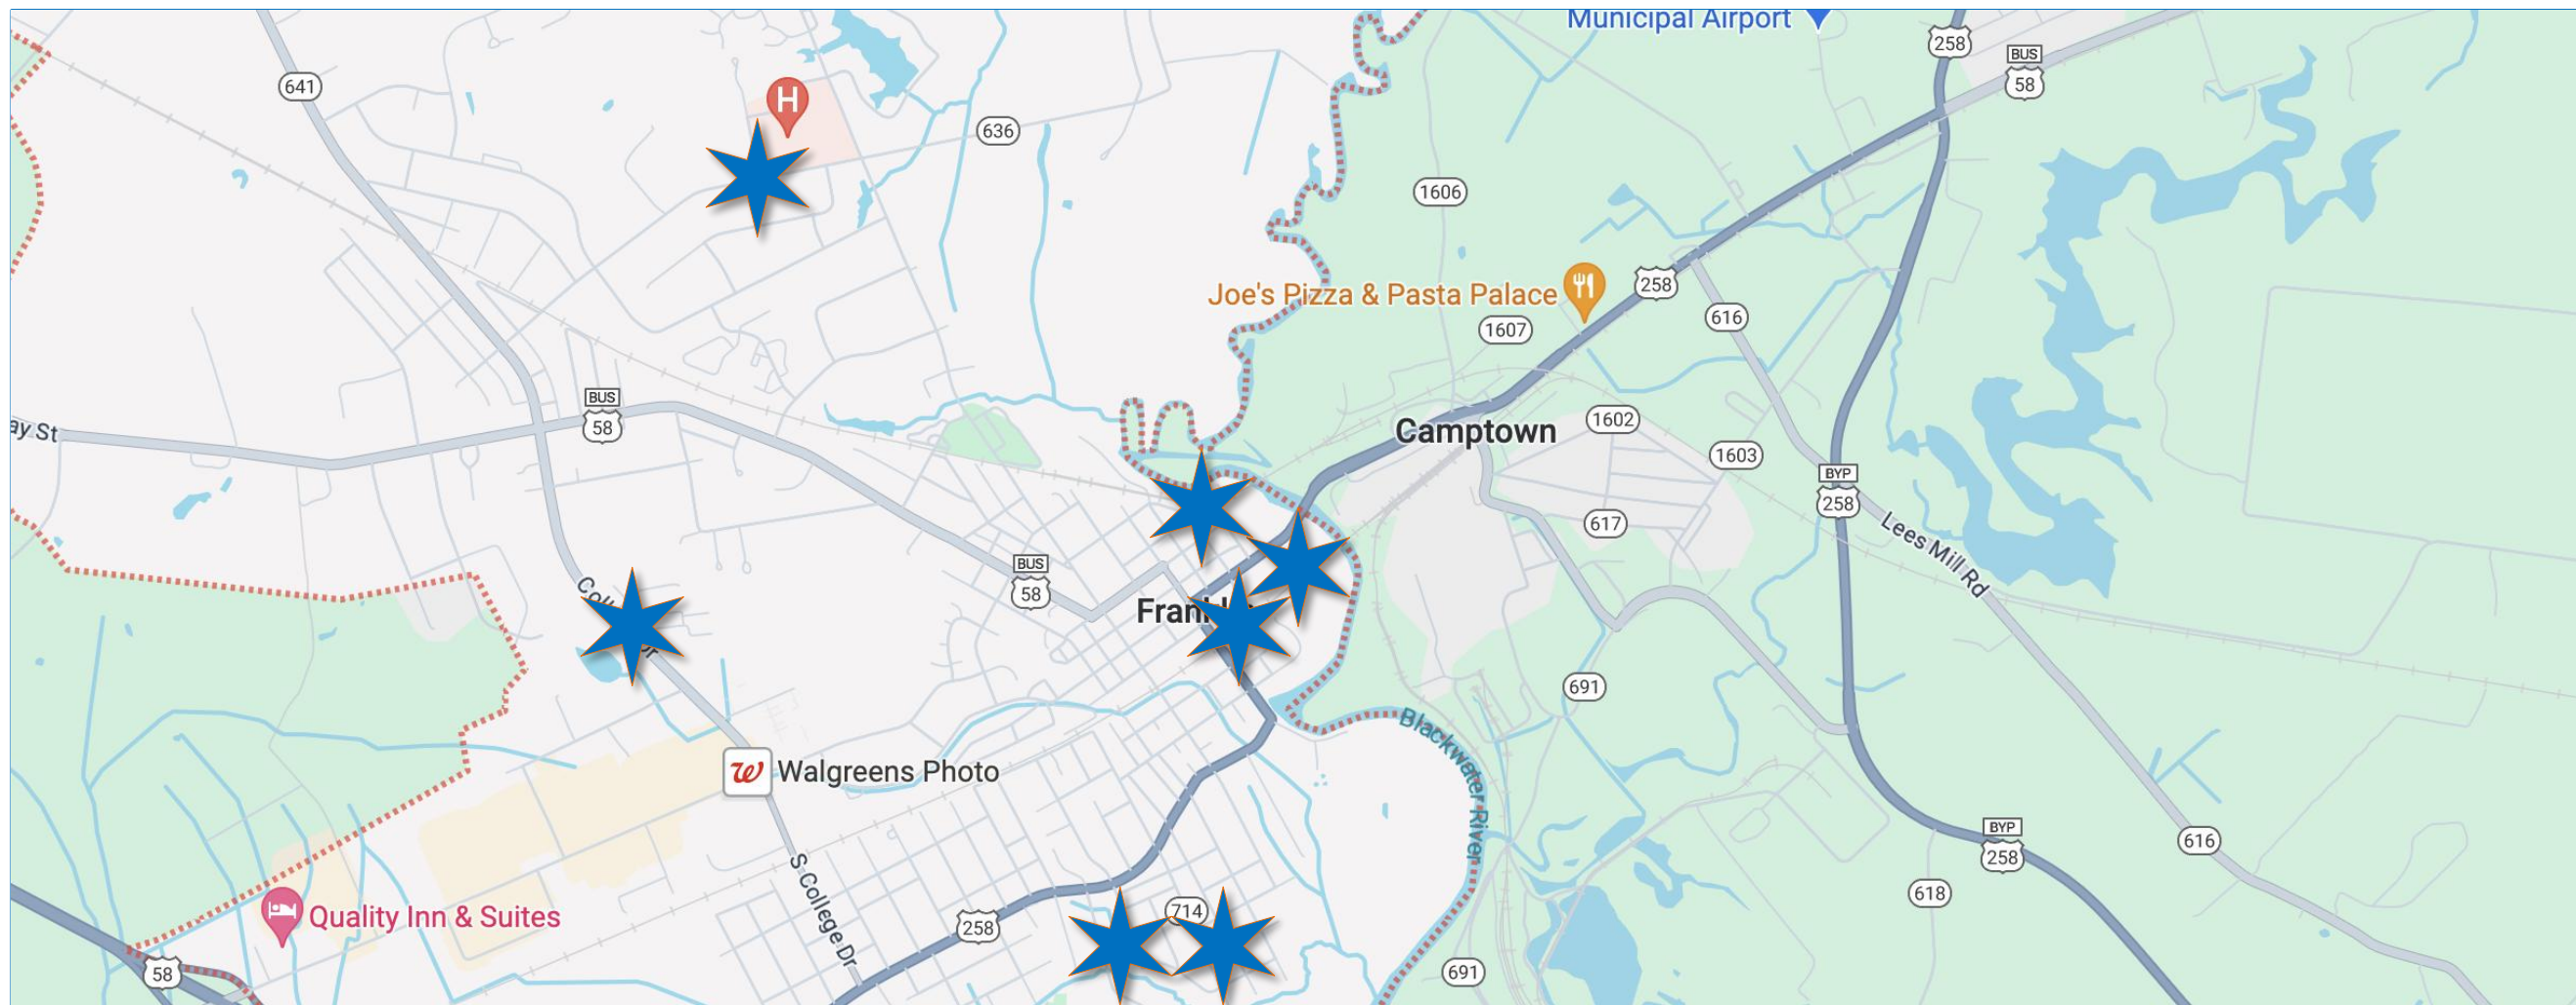 Municipal Airport
258
BUS
58
641
H
636
1606
Joe's Pizza & Pasta Palace
258
1607
616
BUS
58
ay St
Camptown
1602
1603
BYP
258
617
Lees Mill Rd
BUS
58
691
Blackwater River
Walgreens Photo
S College Dr
BYP
258
616
618
714
258
Quality Inn & Suites
58
691